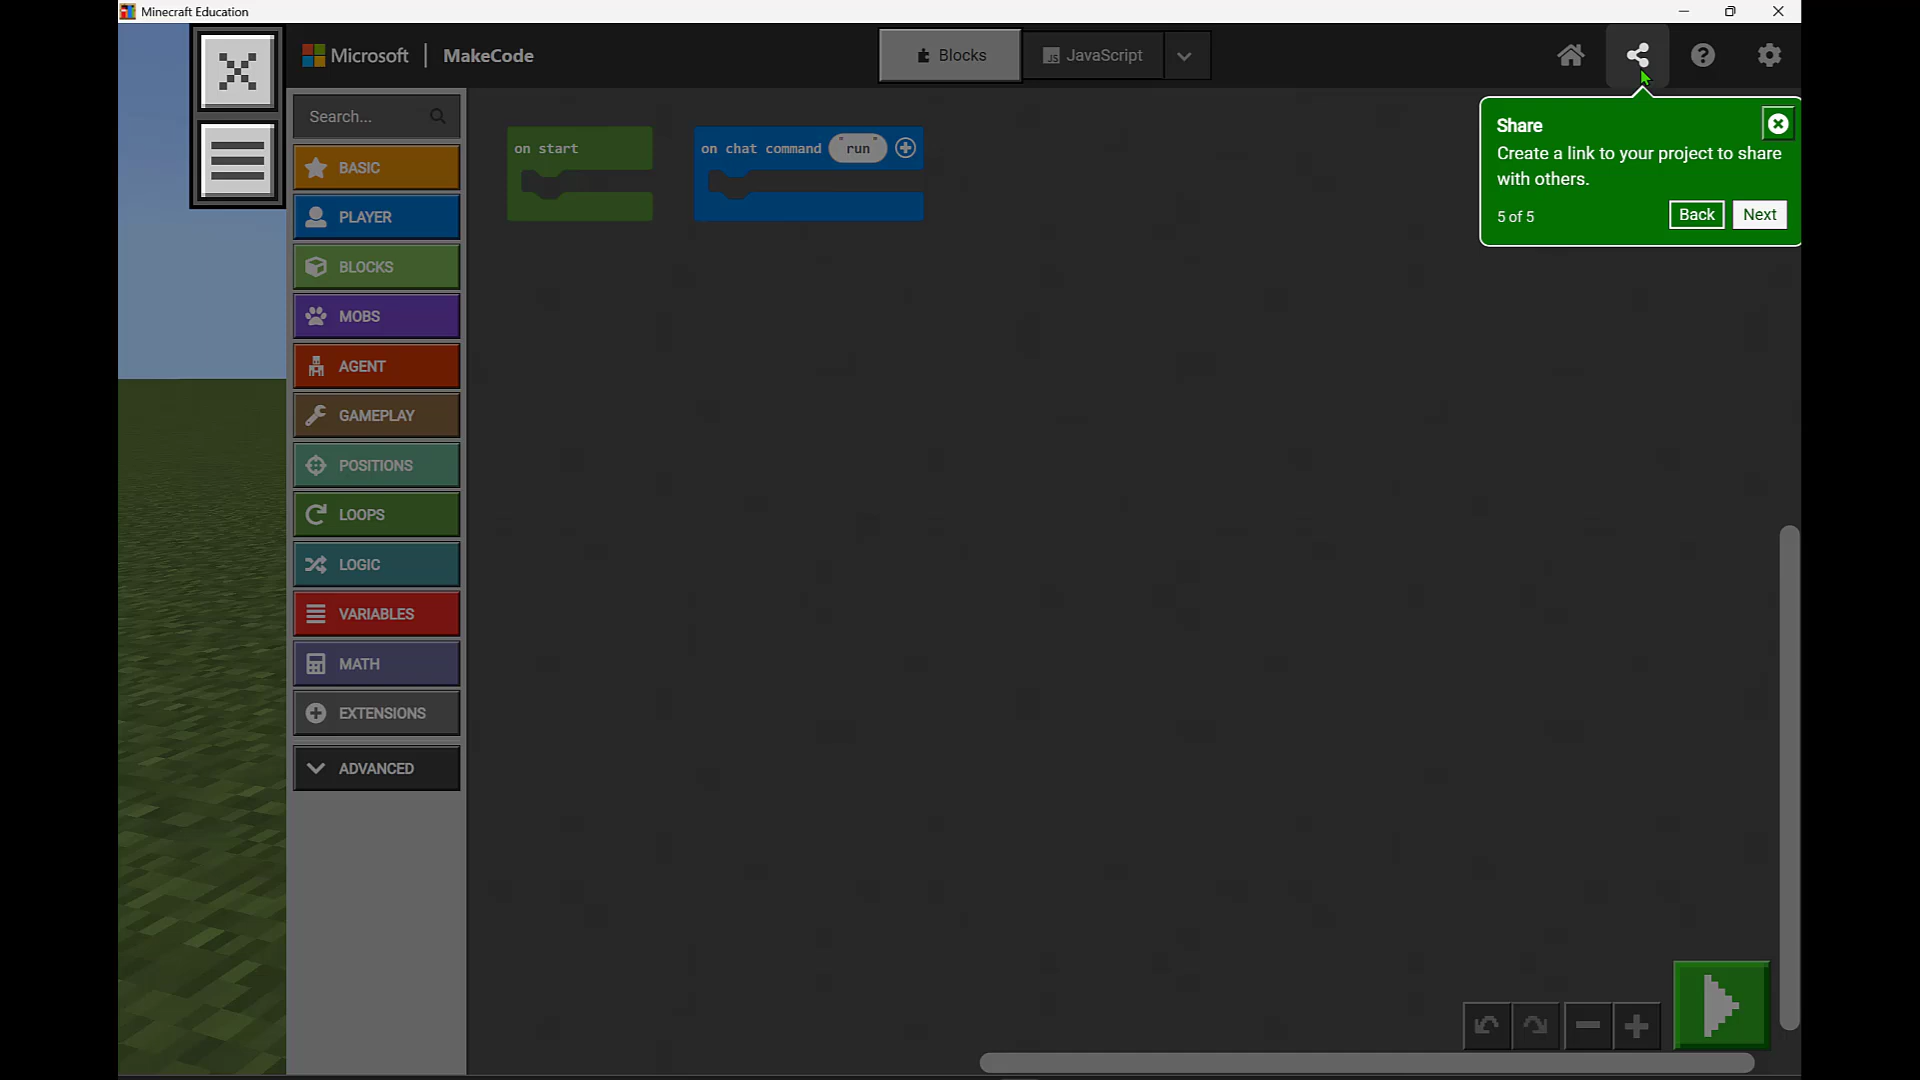 Minecraft Education
Microsoft | MakeCode
Blocks
JavaScript
Search...
BASIC
PLAYER
BLOCKS
MOBS
AGENT
GAMEPLAY
POSITIONS
LOOPS
LOGIC
VARIABLES
MATH
EXTENSIONS
ADVANCED
on start
on chat command "run"
Share
Create a link to your project to share
with others.
5 of 5
Back
Next